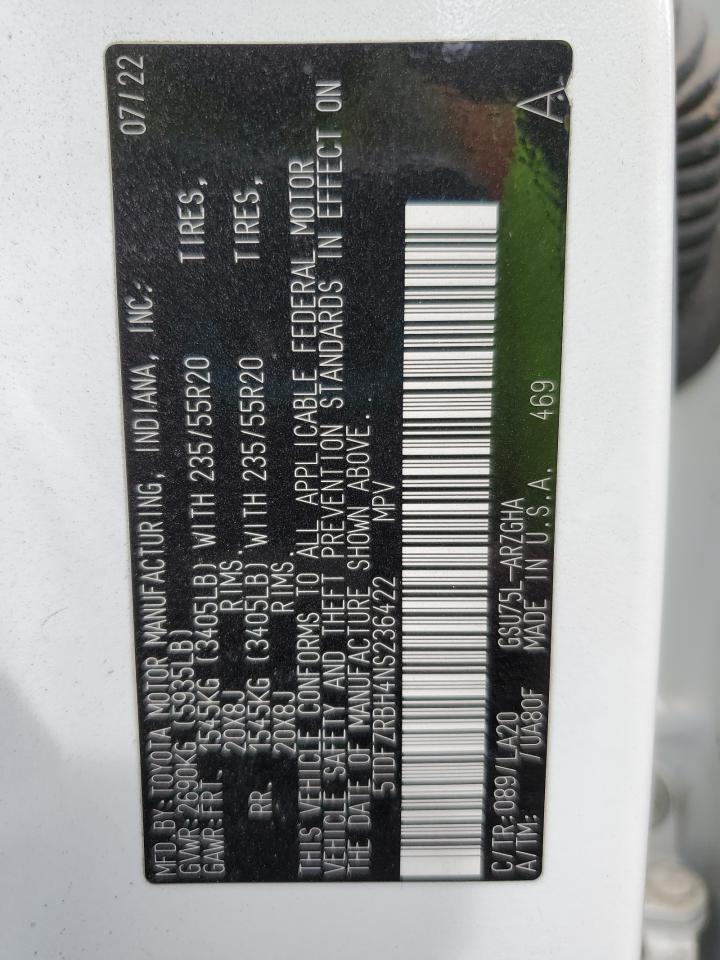 MFD.BY:TOYOTA MOTOR MANUFACTURING, INDIANA, INC. 07/22
GVWR:2690KG (5935LB)
GAWR:FRT- 1545KG (3405LB) WITH 235/55R20 TIRES,
20X8J RIMS.
RR. 1545KG (3405LB) WITH 235/55R20 TIRES,
20X8J RIMS.
THIS VEHICLE CONFORMS TO ALL APPLICABLE FEDERAL MOTOR
VEHICLE SAFETY AND THEFT PREVENTION STANDARDS IN EFFECT ON
THE DATE OF MANUFACTURE SHOWN ABOVE.
5TDFZRBH4NS236422 MPV
C/TR:089/LA20 GSU75L-ARZGHA
A/TM: /UA80F MADE IN U.S.A. 469 A